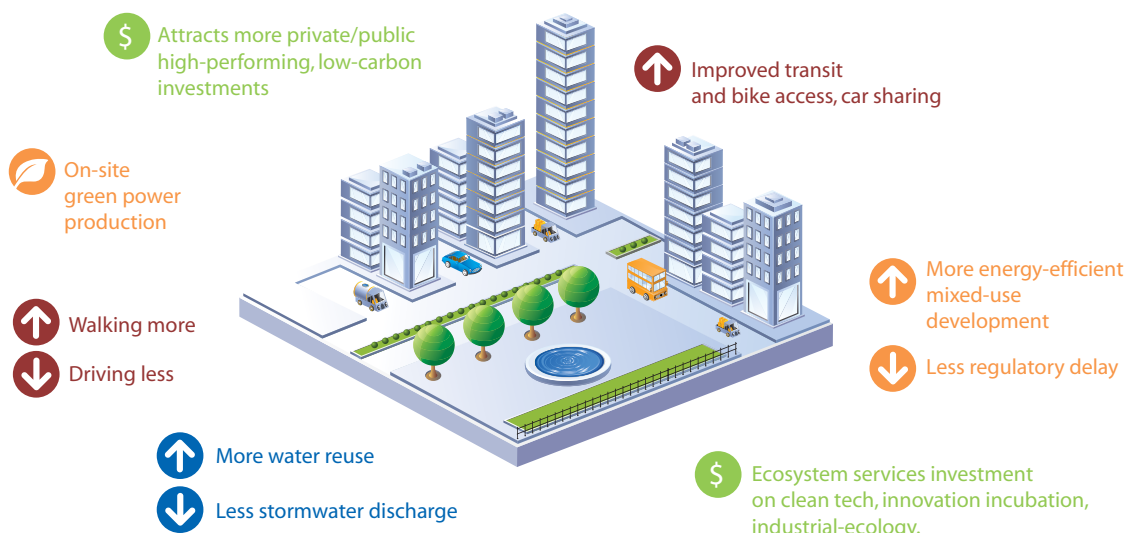 $ Attracts more private/public
high-performing, low-carbon
investments
Improved transit
and bike access, car sharing
On-site
green power
production
More energy-efficient
mixed-use
development
Walking more
Driving less
Less regulatory delay
More water reuse
Less stormwater discharge
$ Ecosystem services investment
on clean tech, innovation incubation,
industrial-ecology.